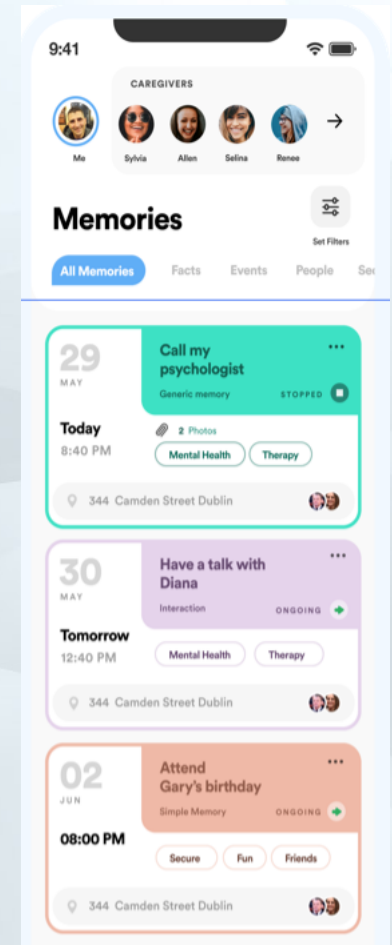 9:41
CAREGIVERS
Me
Sylvia
Allen
Selina
Renee
Memories
Set Filters
All Memories
Facts
Events
People
Sec
29
MAY
Call my
psychologist
Generic memory
STOPPED
Today
8:40 PM
2 Photos
Mental Health
Therapy
344 Camden Street Dublin
30
MAY
Have a talk with
Diana
Interaction
ONGOING
Tomorrow
12:40 PM
Mental Health
Therapy
344 Camden Street Dublin
02
JUN
Attend
Gary's birthday
Simple Memory
ONGOING
08:00 PM
Secure
Fun
Friends
344 Camden Street Dublin